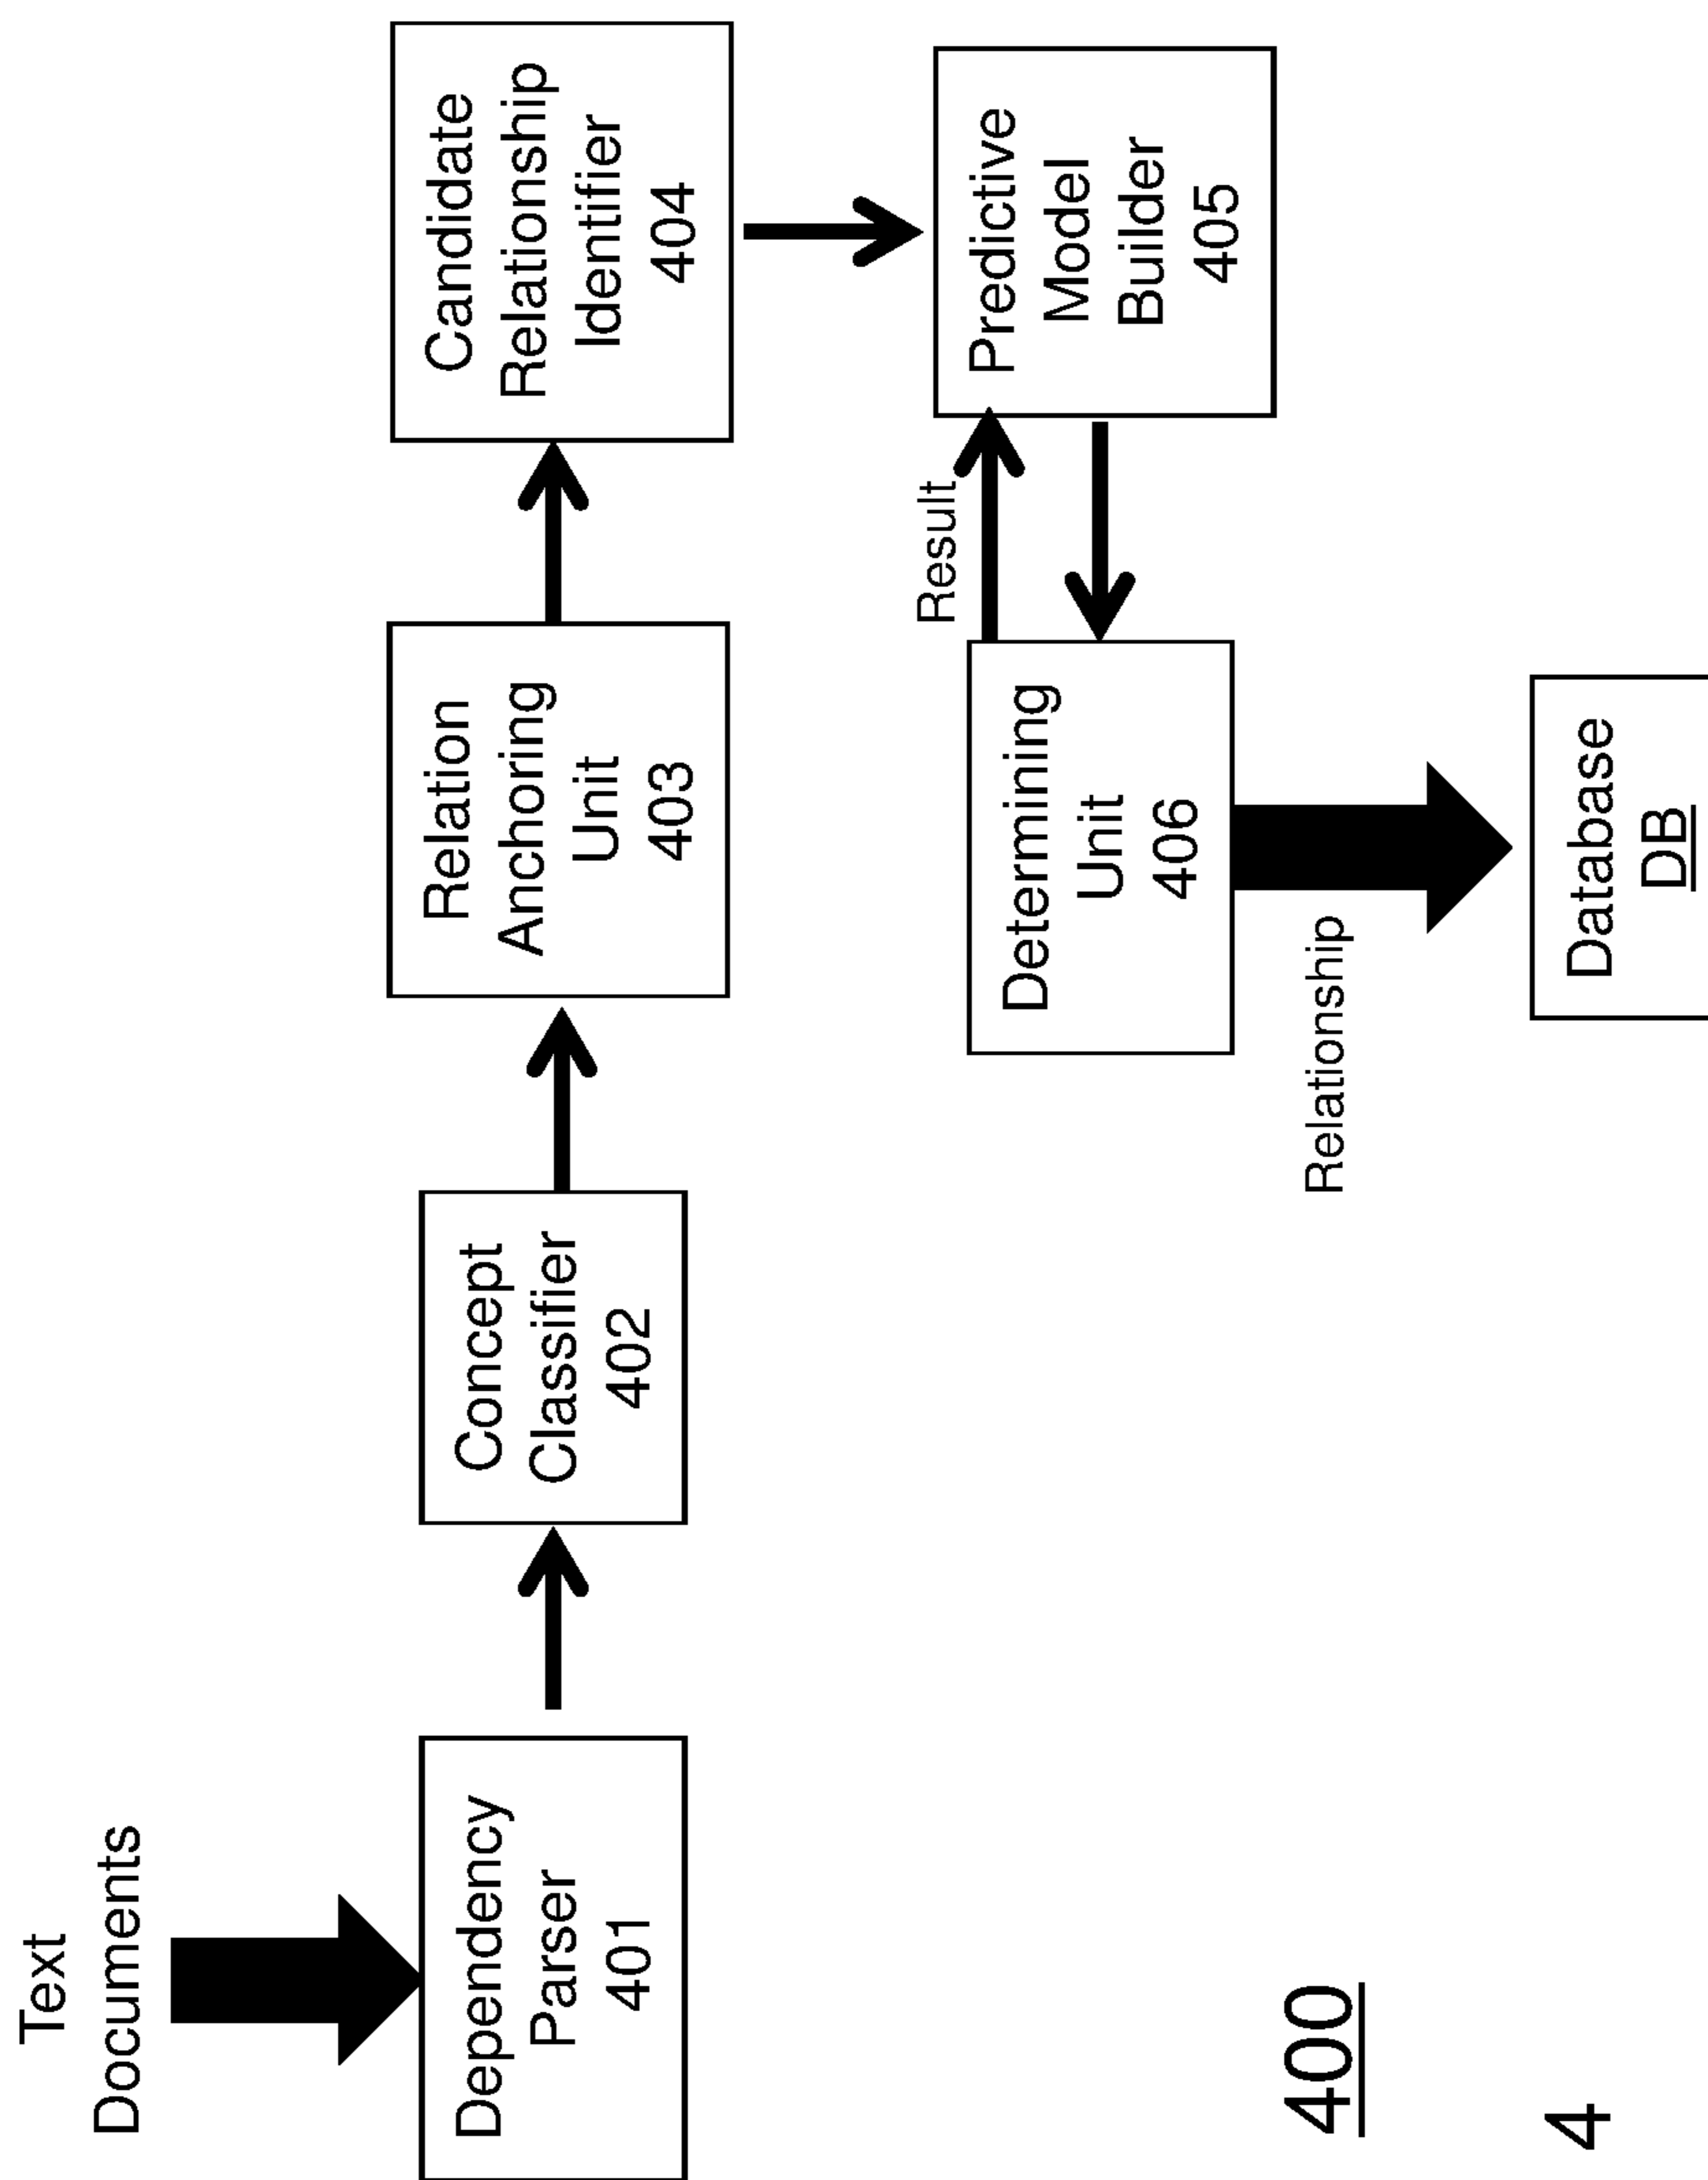 Text
Documents
Dependency
Parser
401
Concept
Classifier
402
Relation
Anchoring
Unit
403
Candidate
Relationship
Identifier
404
Result
Predictive
Model
Builder
405
Determining
Unit
406
Relationship
Database
DB
400
4